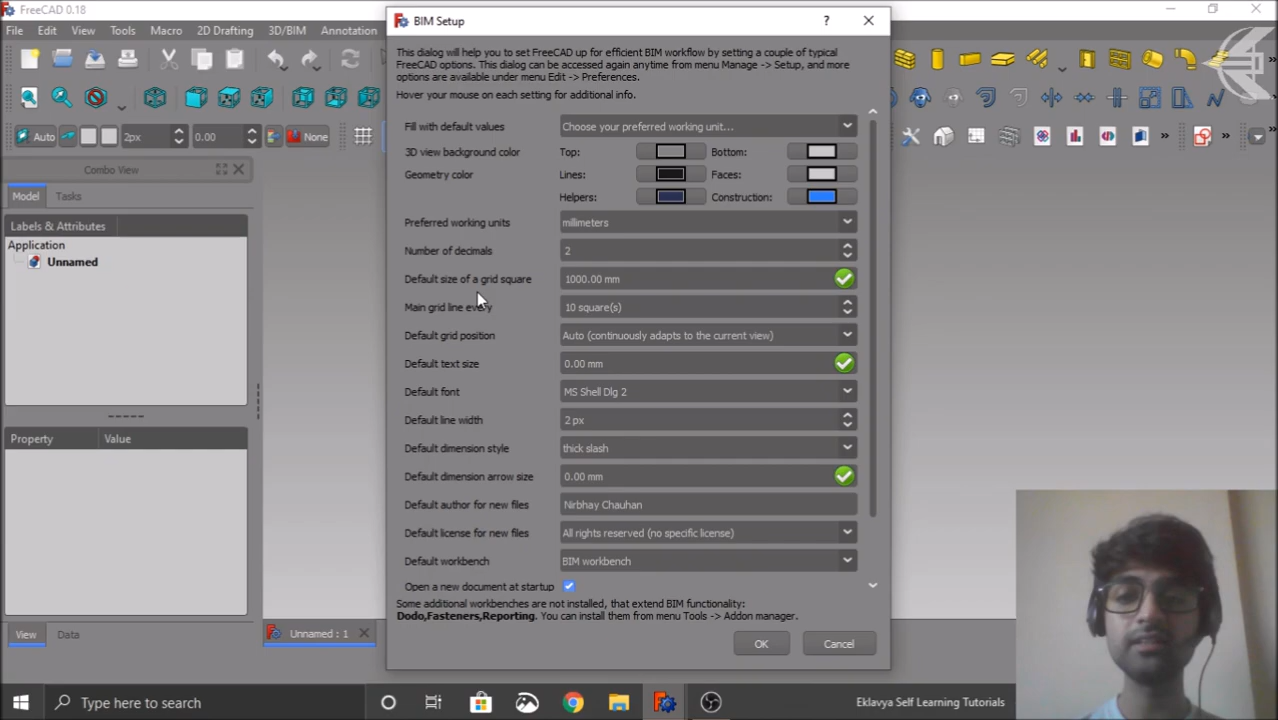 FreeCAD 0.18
BIM Setup
File Edit View Tools Macro 2D Drafting 3D/BIM Annotation
This dialog will help you to set FreeCAD up for efficient BIM workflow by setting a couple of typical
FreeCAD options. This dialog can be accessed again anytime from menu Manage -> Setup, and more
options are available under menu Edit -> Preferences.
Hover your mouse on each setting for additional info.
Auto 2px 0.00 None
Combo View
Model Tasks
Labels & Attributes
Application
Unnamed
Property Value
View Data
Unnamed : 1
Fill with default values Choose your preferred working unit...
3D view background color Top: Bottom:
Geometry color Lines: Faces:
Helpers: Construction:
Preferred working units millimeters
Number of decimals 2
Default size of a grid square 1000.00 mm
Main grid line every 10 square(s)
Default grid position Auto (continuously adapts to the current view)
Default text size 0.00 mm
Default font MS Shell Dlg 2
Default line width 2 px
Default dimension style thick slash
Default dimension arrow size 0.00 mm
Default author for new files Nirbhay Chauhan
Default license for new files All rights reserved (no specific license)
Default workbench BIM workbench
Open a new document at startup
Some additional workbenches are not installed, that extend BIM functionality:
Dodo,Fasteners,Reporting. You can install them from menu Tools -> Addon manager.
OK Cancel
Type here to search
Eklavya Self Learning Tutorials